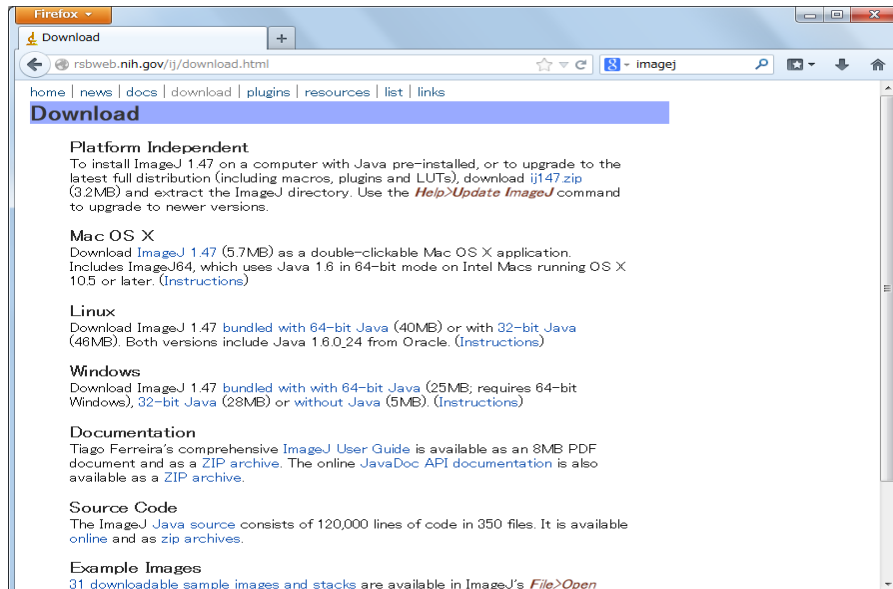 Firefox
Download
+
rsbweb.nih.gov/ij/download.html
imagej
home | news | docs | download | plugins | resources | list | links
Download
Platform Independent
To install ImageJ 1.47 on a computer with Java pre-installed, or to upgrade to the
latest full distribution (including macros, plugins and LUTs), download ij147.zip
(3.2MB) and extract the ImageJ directory. Use the Help>Update ImageJ command
to upgrade to newer versions.
Mac OS X
Download ImageJ 1.47 (5.7MB) as a double-clickable Mac OS X application.
Includes ImageJ64, which uses Java 1.6 in 64-bit mode on Intel Macs running OS X
10.5 or later. (Instructions)
Linux
Download ImageJ 1.47 bundled with 64-bit Java (40MB) or with 32-bit Java
(46MB). Both versions include Java 1.6.0_24 from Oracle. (Instructions)
Windows
Download ImageJ 1.47 bundled with with 64-bit Java (25MB; requires 64-bit
Windows), 32-bit Java (28MB) or without Java (5MB). (Instructions)
Documentation
Tiago Ferreira's comprehensive ImageJ User Guide is available as an 8MB PDF
document and as a ZIP archive. The online JavaDoc API documentation is also
available as a ZIP archive.
Source Code
The ImageJ Java source consists of 120,000 lines of code in 350 files. It is available
online and as zip archives.
Example Images
31 downloadable sample images and stacks are available in ImageJ's File>Open